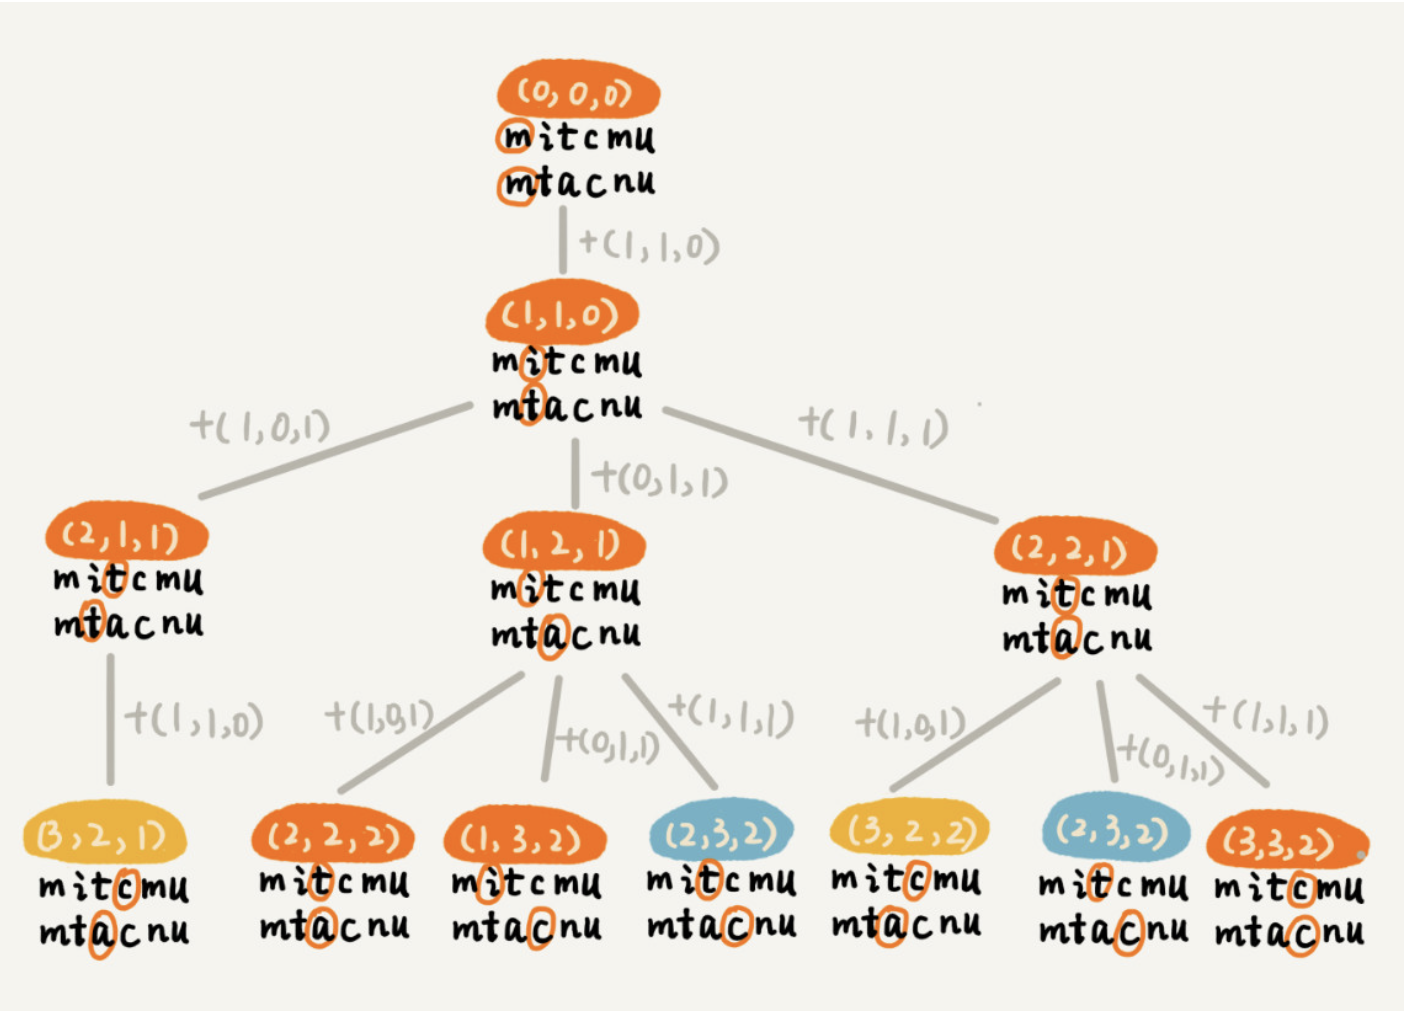 (0, 0, 0)
mitcmu
mtacnu
+(1, 1, 0)
(1, 1, 0)
mitcmu
mtacnu
+(1, 0, 1)
+(0, 1, 1)
+(1, 1, 1)
(2, 1, 1)
mitcmu
mtacnu
(1, 2, 1)
mitcmu
mtacnu
(2, 2, 1)
mitcmu
mtacnu
+(1, 1, 0)
+(1, 0, 1)
+(0, 1, 1)
+(1, 1, 1)
+(1, 0, 1)
+(0, 1, 1)
+(1, 1, 1)
(3, 2, 1)
mitcmu
mtacnu
(2, 2, 2)
mitcmu
mtacnu
(1, 3, 2)
mitcmu
mtacnu
(2, 3, 2)
mitcmu
mtacnu
(3, 2, 2)
mitcmu
mtacnu
(2, 3, 2)
mitcmu
mtacnu
(3, 3, 2)
mitcmu
mtacnu